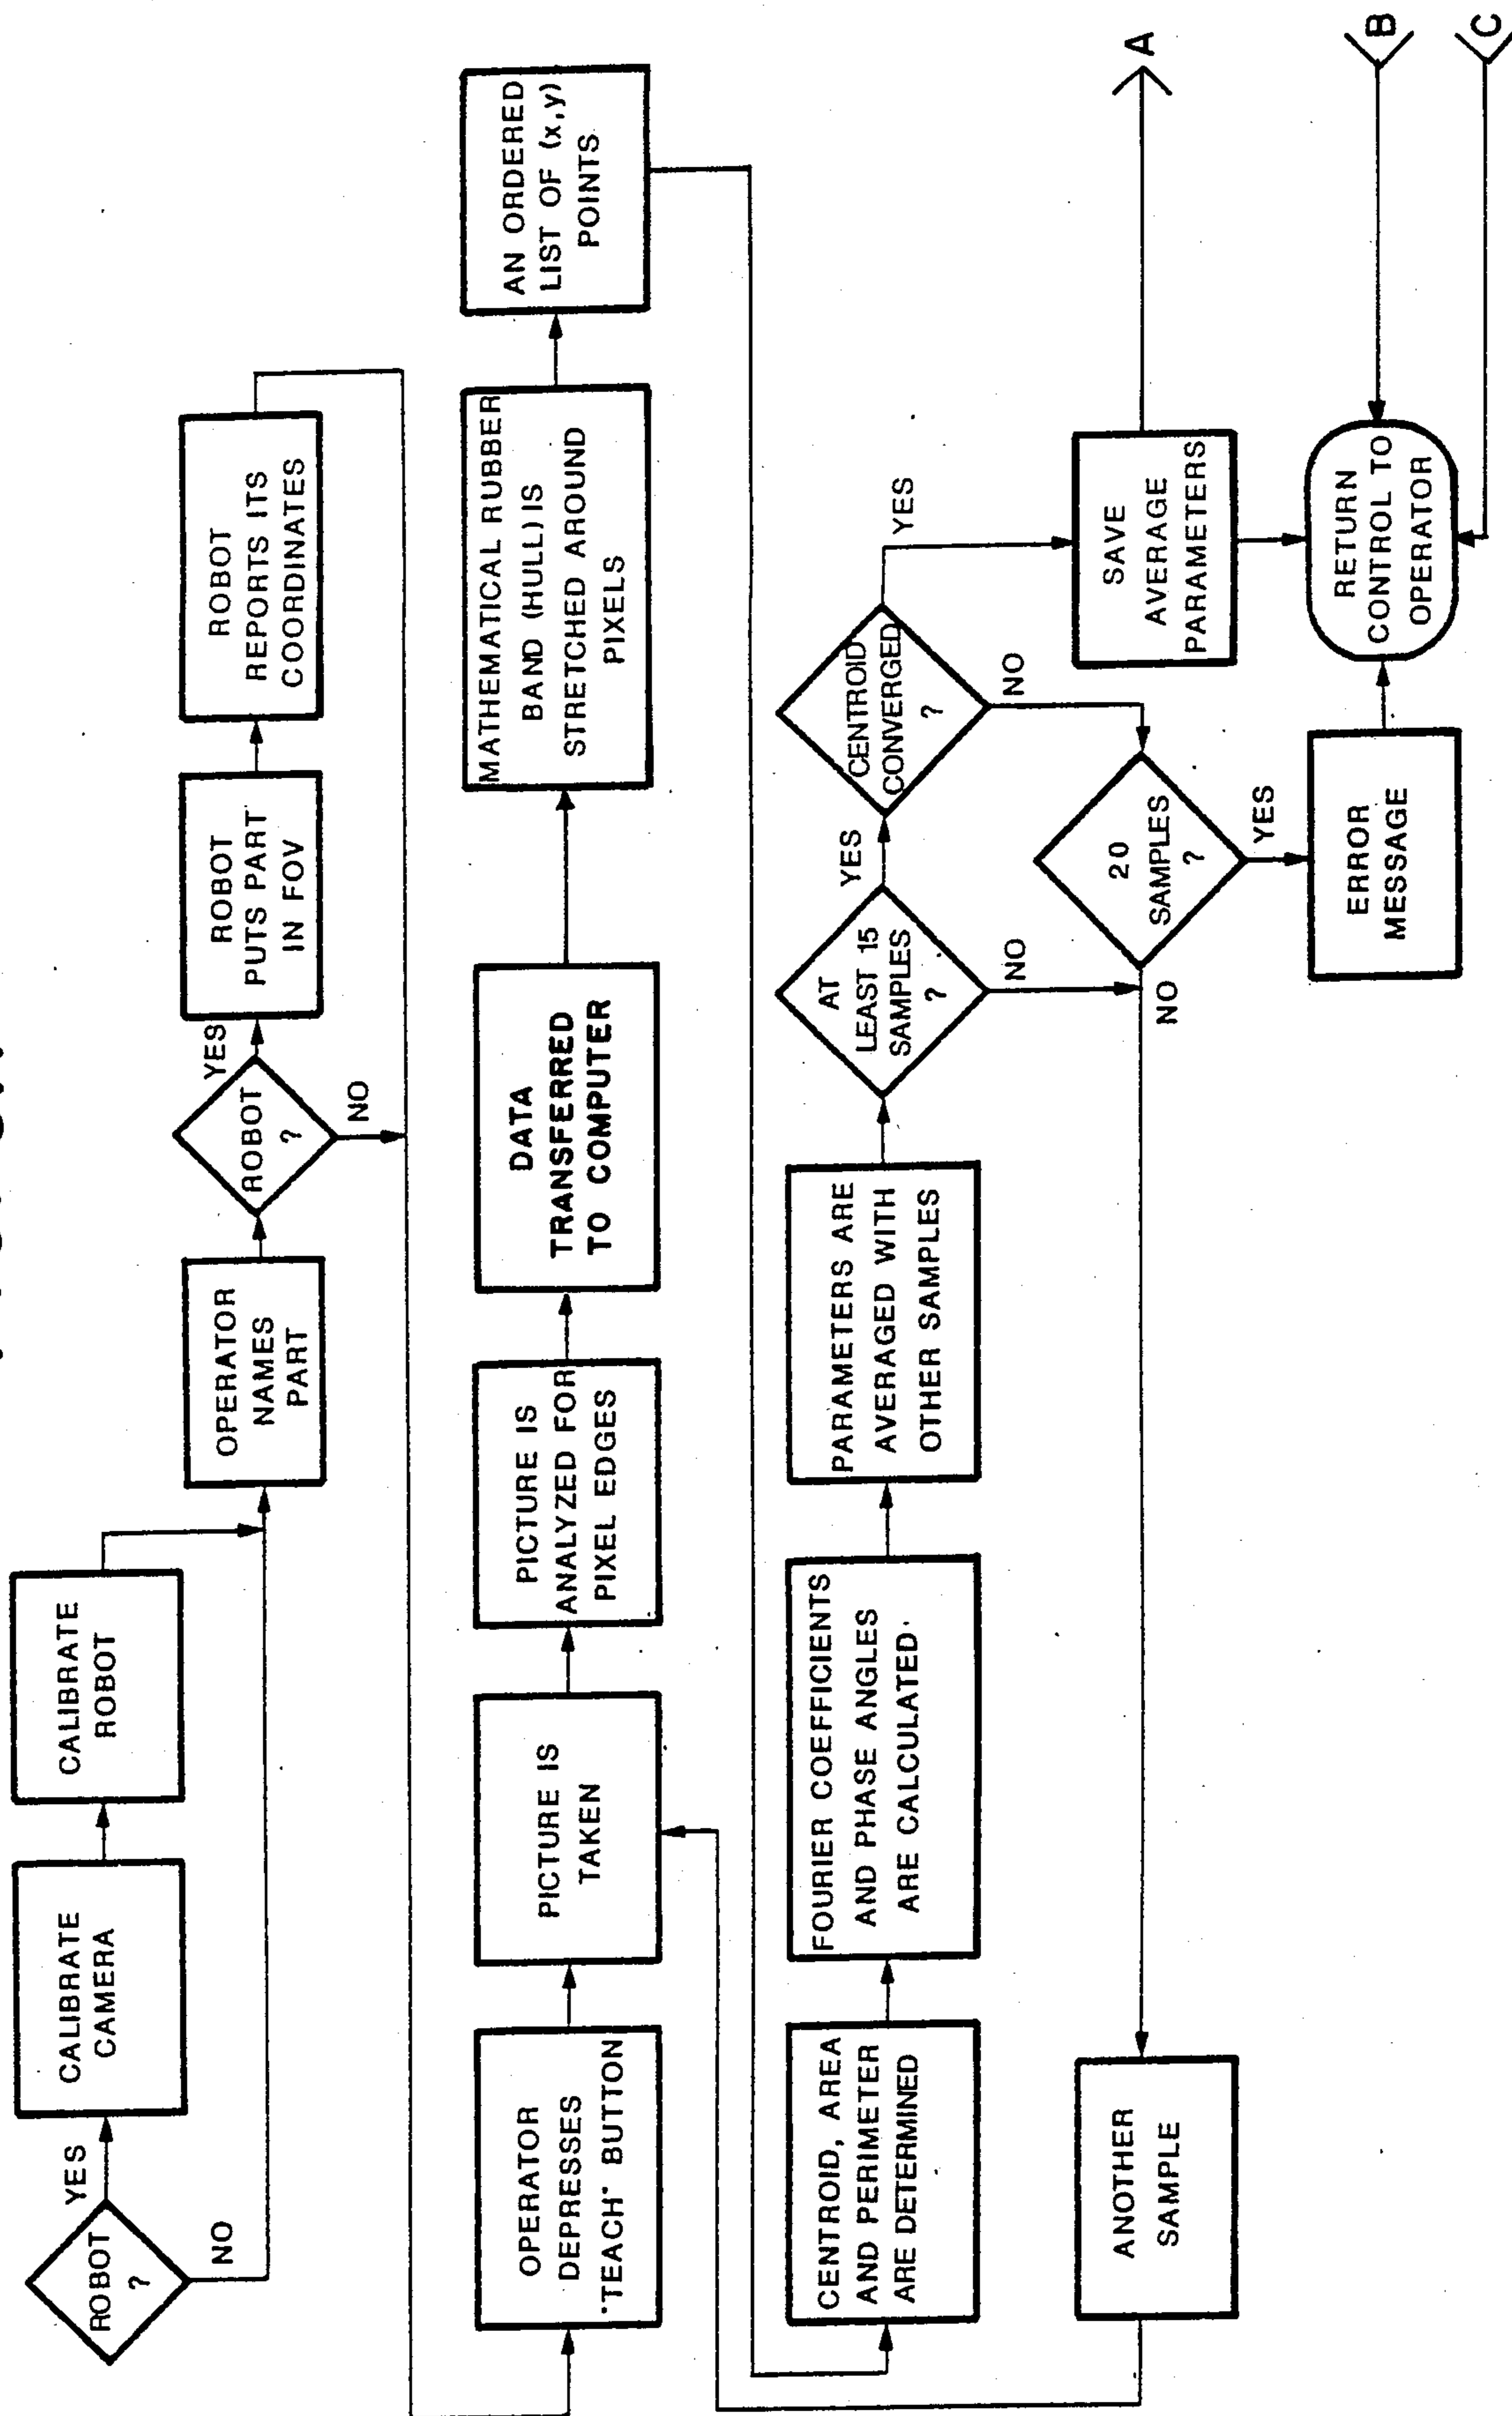 ROBOT
?
YES
NO
CALIBRATE
CAMERA
CALIBRATE
ROBOT
OPERATOR
NAMES
PART
ROBOT
?
YES
NO
ROBOT
PUTS PART
IN FOV
ROBOT
REPORTS ITS
COORDINATES
OPERATOR
DEPRESSES
"TEACH" BUTTON
PICTURE IS
TAKEN
PICTURE IS
ANALYZED FOR
PIXEL EDGES
DATA
TRANSFERRED
TO COMPUTER
MATHEMATICAL RUBBER
BAND (HULL) IS
STRETCHED AROUND
PIXELS
AN ORDERED
LIST OF (x,y)
POINTS
CENTROID, AREA
AND PERIMETER
ARE DETERMINED
FOURIER COEFFICIENTS
AND PHASE ANGLES
ARE CALCULATED
PARAMETERS ARE
AVERAGED WITH
OTHER SAMPLES
AT
LEAST 15
SAMPLES
?
YES
NO
CENTROID
CONVERGED
?
YES
NO
ANOTHER
SAMPLE
NO
20
SAMPLES
?
YES
SAVE
AVERAGE
PARAMETERS
A
ERROR
MESSAGE
RETURN
CONTROL TO
OPERATOR
B
C